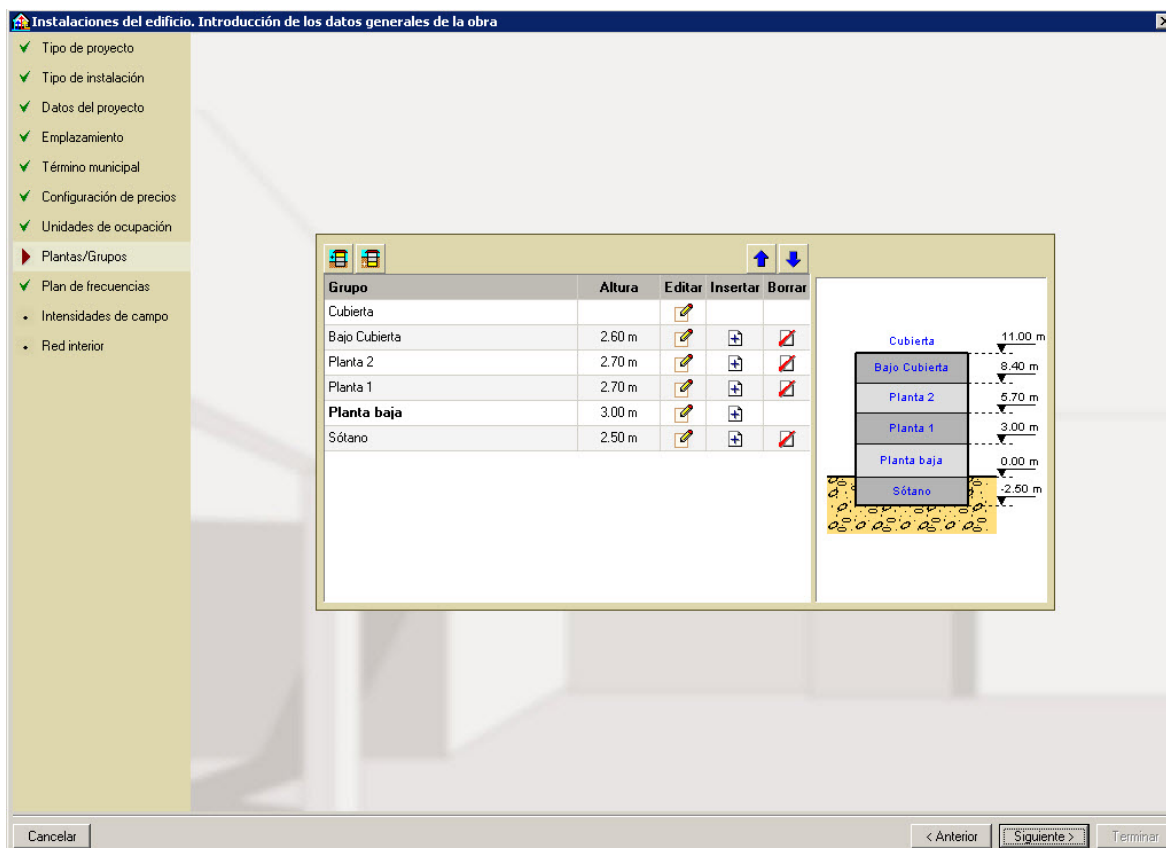 Instalaciones del edificio. Introducción de los datos generales de la obra
Tipo de proyecto
Tipo de instalación
Datos del proyecto
Emplazamiento
Término municipal
Configuración de precios
Unidades de ocupación
Plantas/Grupos
Plan de frecuencias
Intensidades de campo
Red interior
Grupo Altura Editar Insertar Borrar
Cubierta
Bajo Cubierta 2.60 m
Planta 2 2.70 m
Planta 1 2.70 m
Planta baja 3.00 m
Sótano 2.50 m
Cubierta 11.00 m
Bajo Cubierta 8.40 m
Planta 2 5.70 m
Planta 1 3.00 m
Planta baja 0.00 m
Sótano -2.50 m
Cancelar < Anterior Siguiente > Terminar